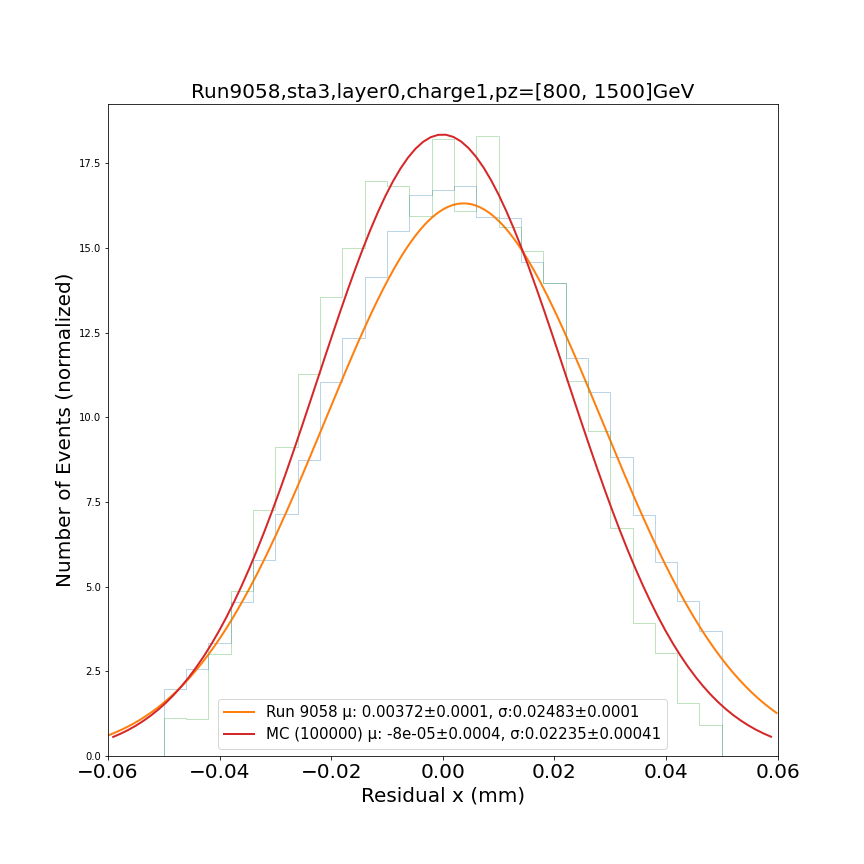 Run9058,sta3,layer0,charge1,pz=[800, 1500]GeV
Number of Events (normalized)
17.5
15.0
12.5
10.0
7.5
5.0
2.5
0.0
Run 9058 μ: 0.00372±0.0001, σ:0.02483±0.0001
MC (100000) μ: -8e-05±0.0004, σ:0.02235±0.00041
−0.06 −0.04 −0.02 0.00 0.02 0.04 0.06
Residual x (mm)